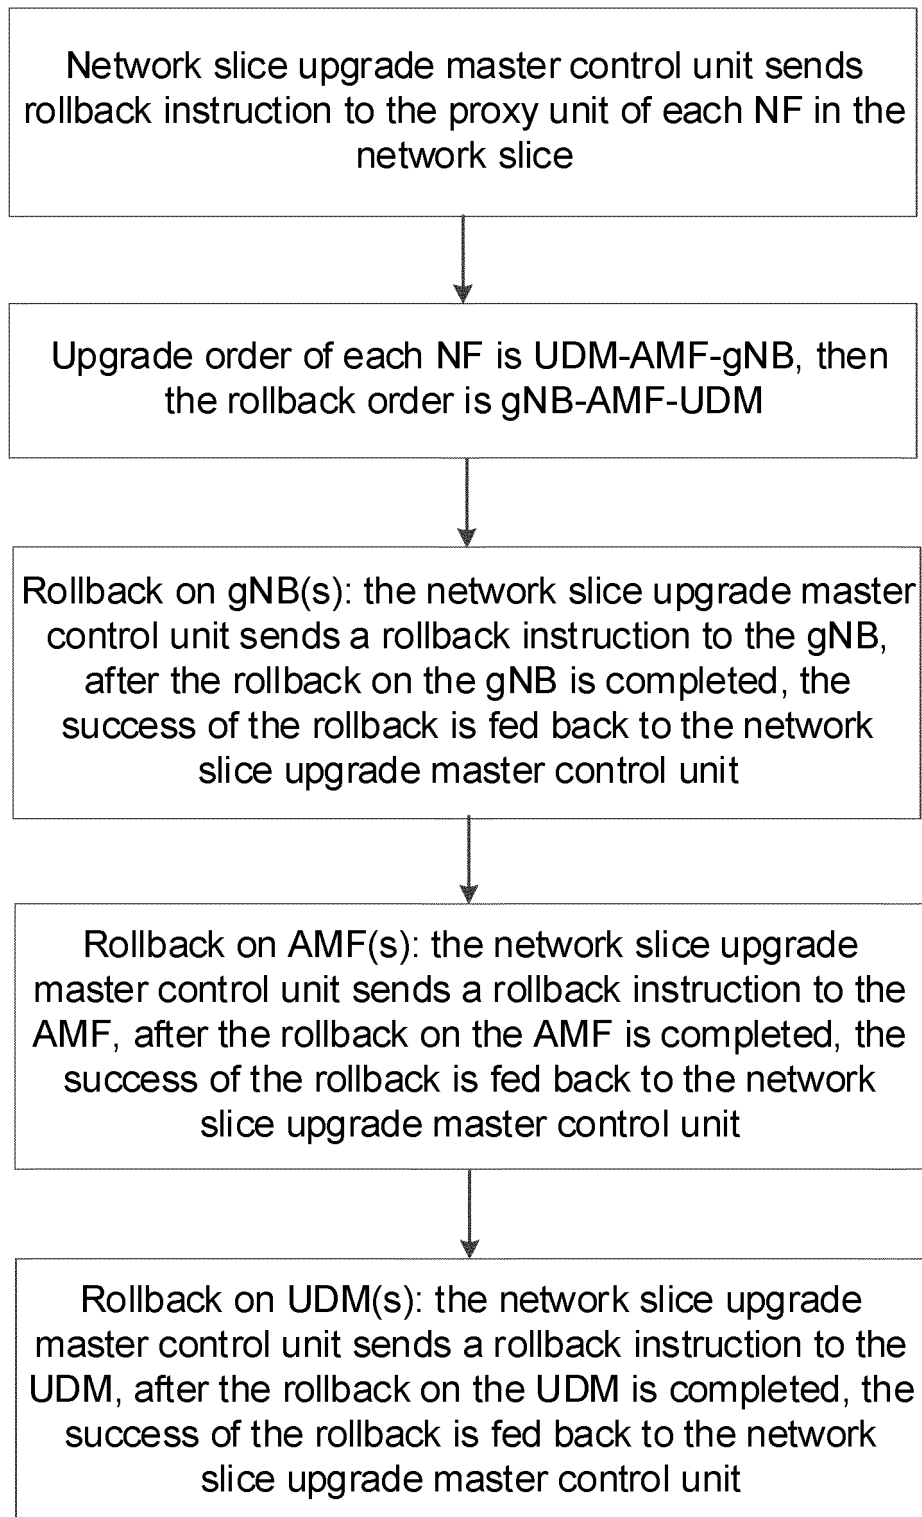 Network slice upgrade master control unit sends
rollback instruction to the proxy unit of each NF in the
network slice
Upgrade order of each NF is UDM-AMF-gNB, then
the rollback order is gNB-AMF-UDM
Rollback on gNB(s): the network slice upgrade master
control unit sends a rollback instruction to the gNB,
after the rollback on the gNB is completed, the
success of the rollback is fed back to the network
slice upgrade master control unit
Rollback on AMF(s): the network slice upgrade
master control unit sends a rollback instruction to the
AMF, after the rollback on the AMF is completed, the
success of the rollback is fed back to the network
slice upgrade master control unit
Rollback on UDM(s): the network slice upgrade
master control unit sends a rollback instruction to the
UDM, after the rollback on the UDM is completed, the
success of the rollback is fed back to the network
slice upgrade master control unit